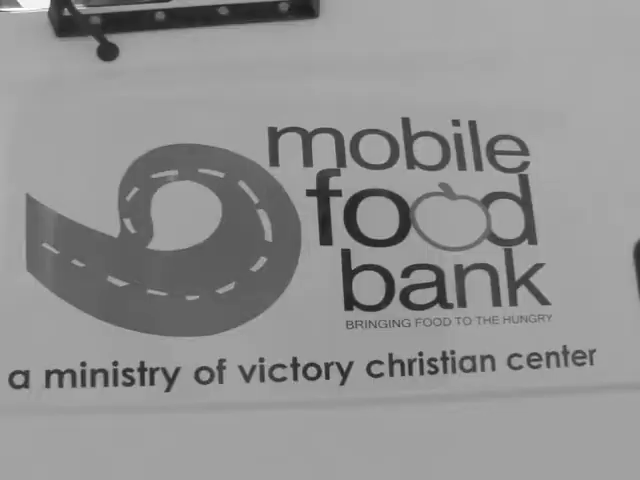 mobile
food
bank
BRINGING FOOD TO THE HUNGRY
a ministry of victory christian center